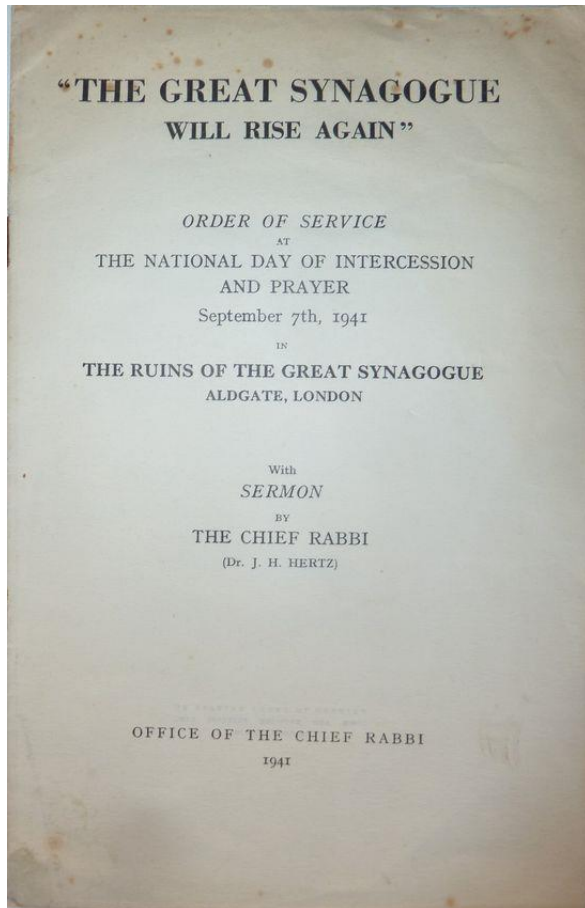 “THE GREAT SYNAGOGUE
WILL RISE AGAIN”
ORDER OF SERVICE
AT
THE NATIONAL DAY OF INTERCESSION
AND PRAYER
September 7th, 1941
IN
THE RUINS OF THE GREAT SYNAGOGUE
ALDGATE, LONDON
With
SERMON
BY
THE CHIEF RABBI
(Dr. J. H. HERTZ)
OFFICE OF THE CHIEF RABBI
1941